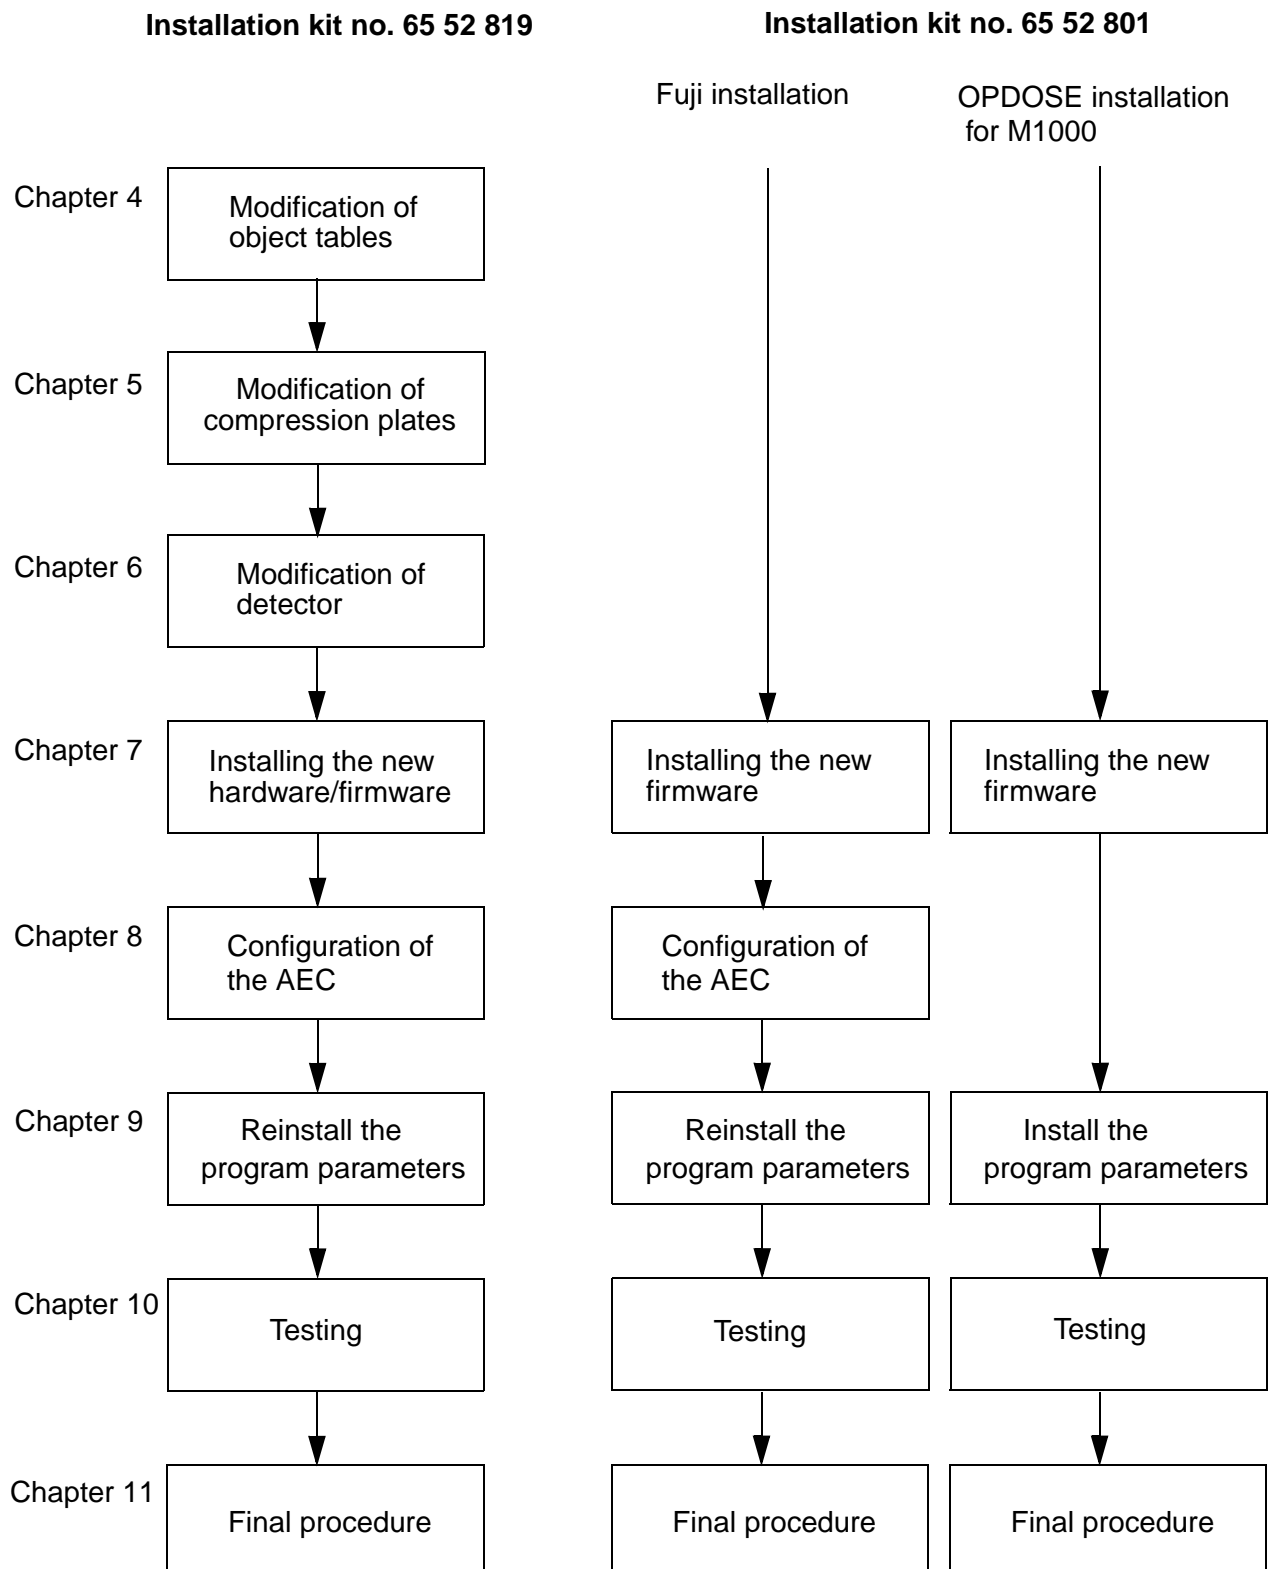 Installation kit no. 65 52 819
Installation kit no. 65 52 801
Fuji installation
OPDOSE installation
for M1000
Chapter 4
Modification of
object tables
Chapter 5
Modification of
compression plates
Chapter 6
Modification of
detector
Chapter 7
Installing the new
hardware/firmware
Installing the new
firmware
Installing the new
firmware
Chapter 8
Configuration of
the AEC
Configuration of
the AEC
Chapter 9
Reinstall the
program parameters
Reinstall the
program parameters
Install the
program parameters
Chapter 10
Testing
Testing
Testing
Chapter 11
Final procedure
Final procedure
Final procedure